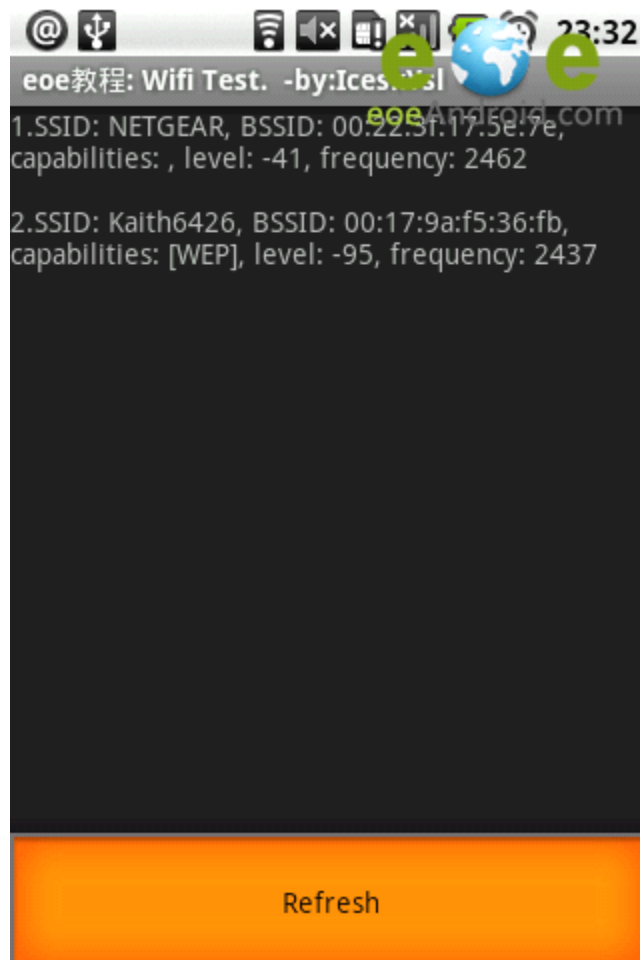 23:32
eoe教程: Wifi Test. -by:
e e
eoeAndroid.com
1.SSID: NETGEAR, BSSID: 00:22:3f:17:5e:7e,
capabilities: , level: -41, frequency: 2462
2.SSID: Kaith6426, BSSID: 00:17:9a:f5:36:fb,
capabilities: [WEP], level: -95, frequency: 2437
Refresh